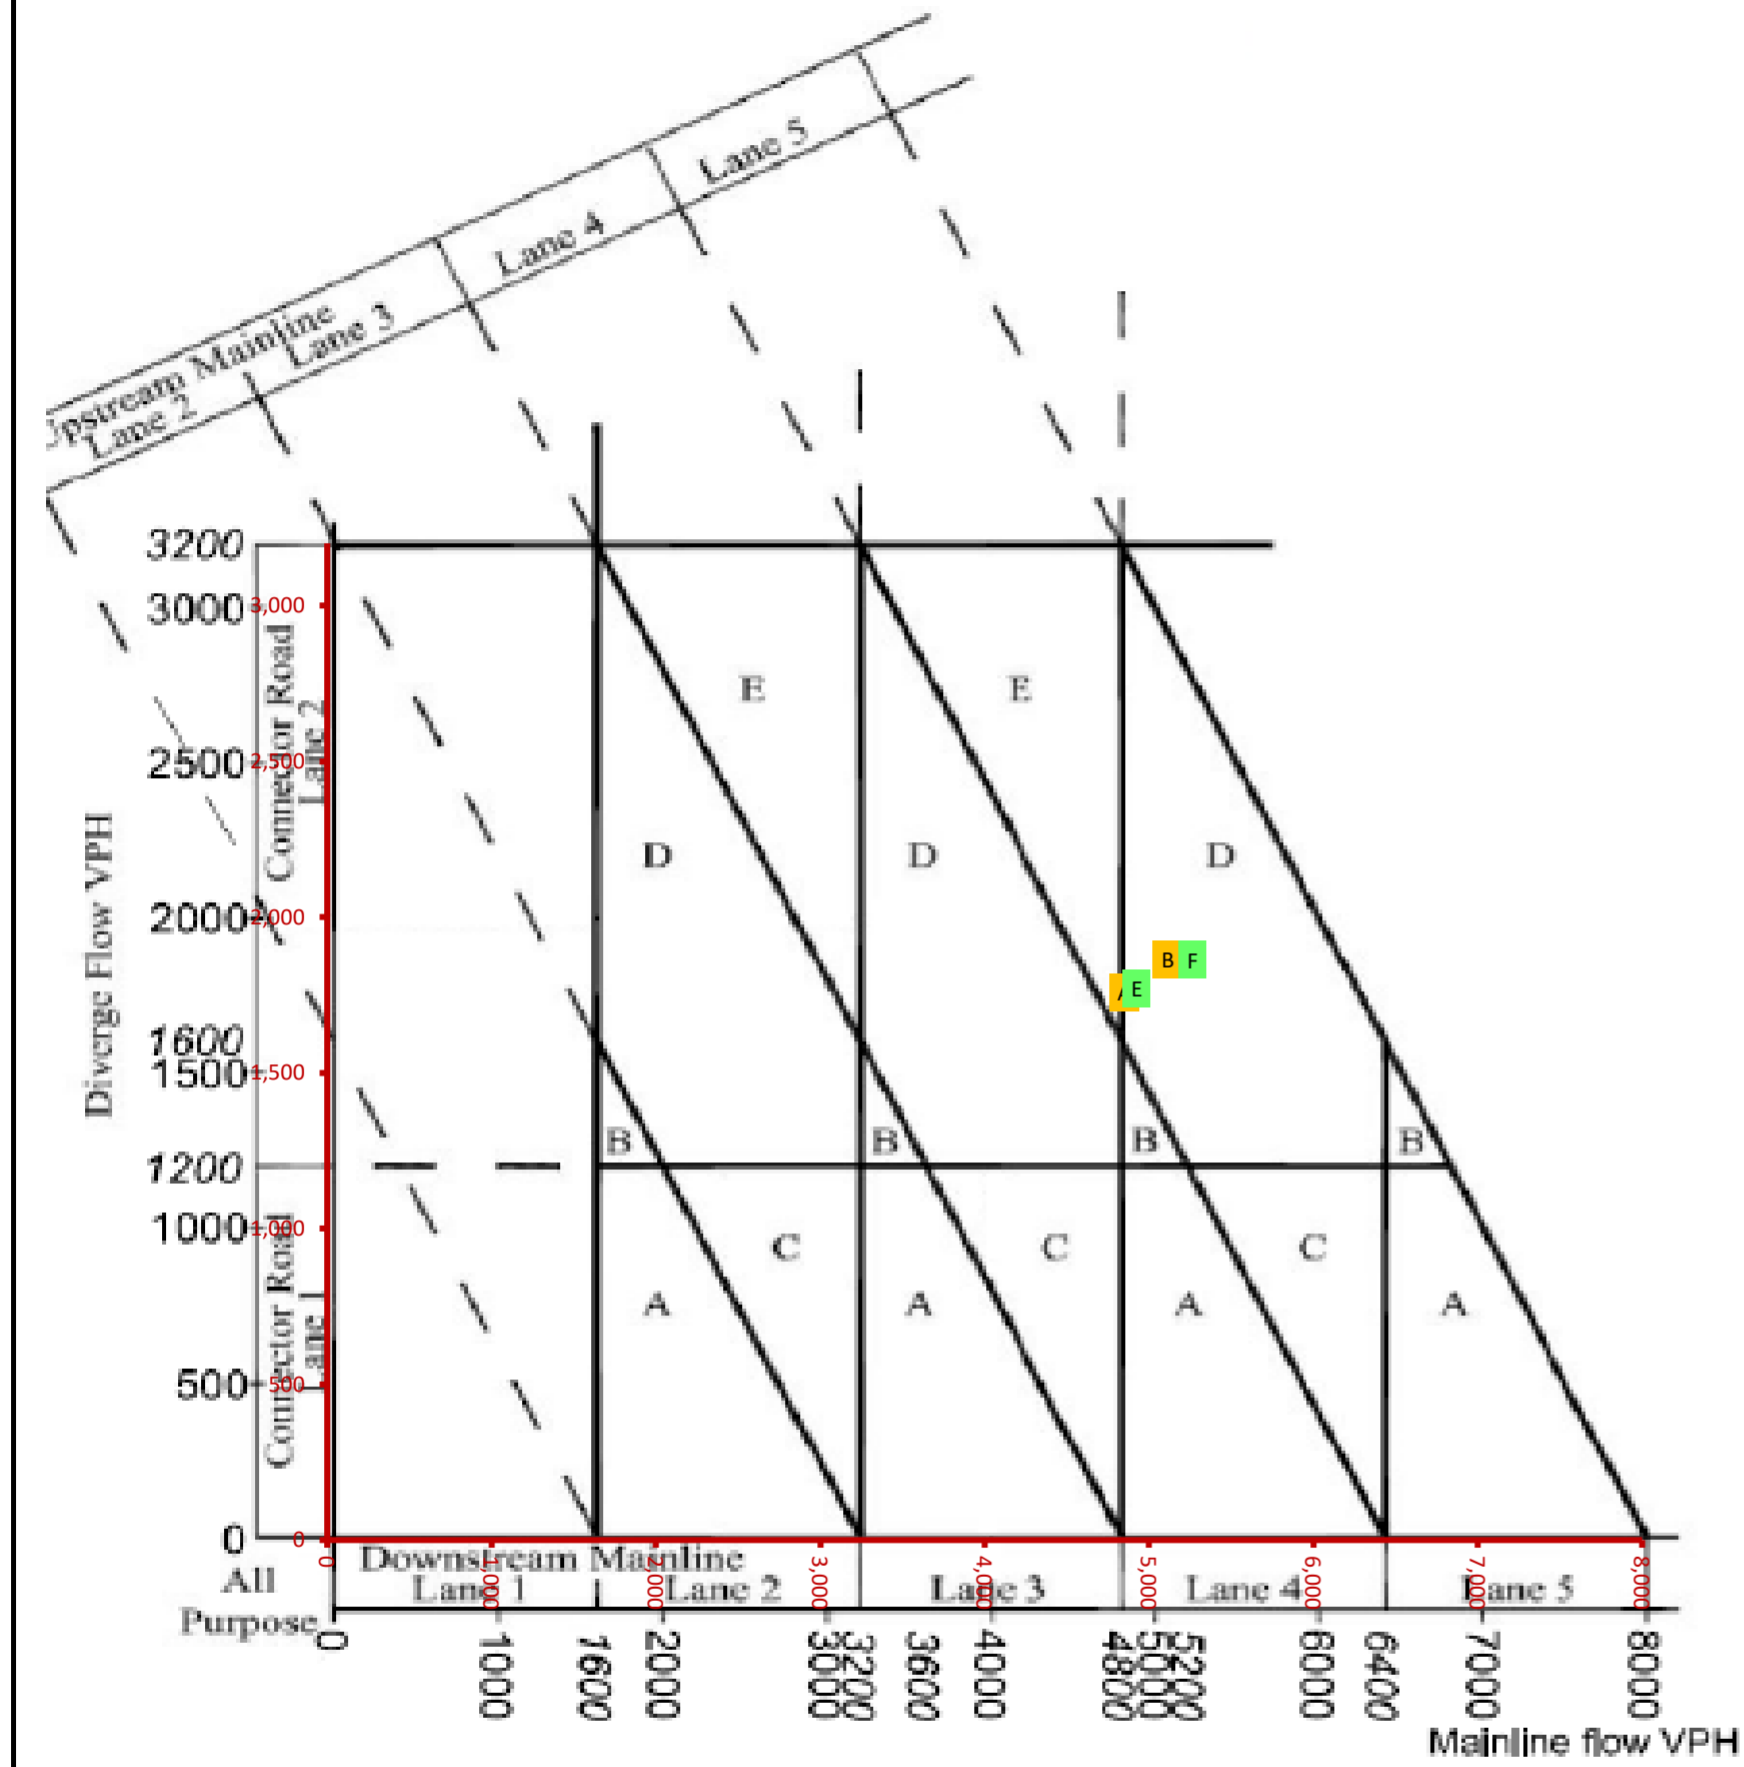 Lane 5
Lane 4
Upstream Mainline
Lane 3
Lane 2
3200
3000
3,000
Connector Road
Lane 2
E
E
2500
2,500
D
D
D
Diverge Flow VPH
2000
2,000
B
F
A
E
1600
1500
1,500
B
B
B
B
1200
1000
1,000
Connector Road
Lane 1
C
C
C
A
A
A
A
500
500
0
0
0
1,000
2,000
3,000
4,000
5,000
6,000
7,000
8,000
Downstream Mainline
All
Purpose
Lane 1
Lane 2
Lane 3
Lane 4
Lane 5
0
1000
1600
2000
3000
3200
3600
4000
4800
5000
5200
6000
6400
7000
8000
Mainline flow VPH